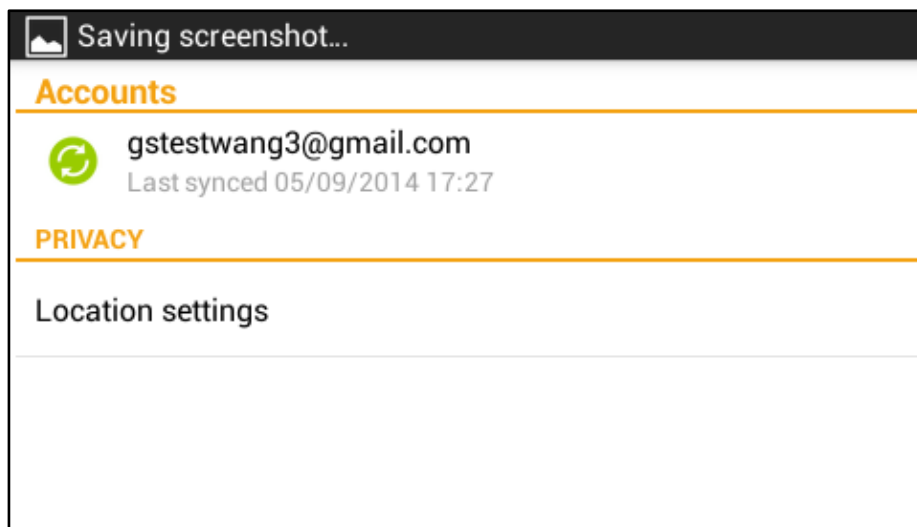 Saving screenshot...
Accounts
gstestwang3@gmail.com
Last synced 05/09/2014 17:27
PRIVACY
Location settings